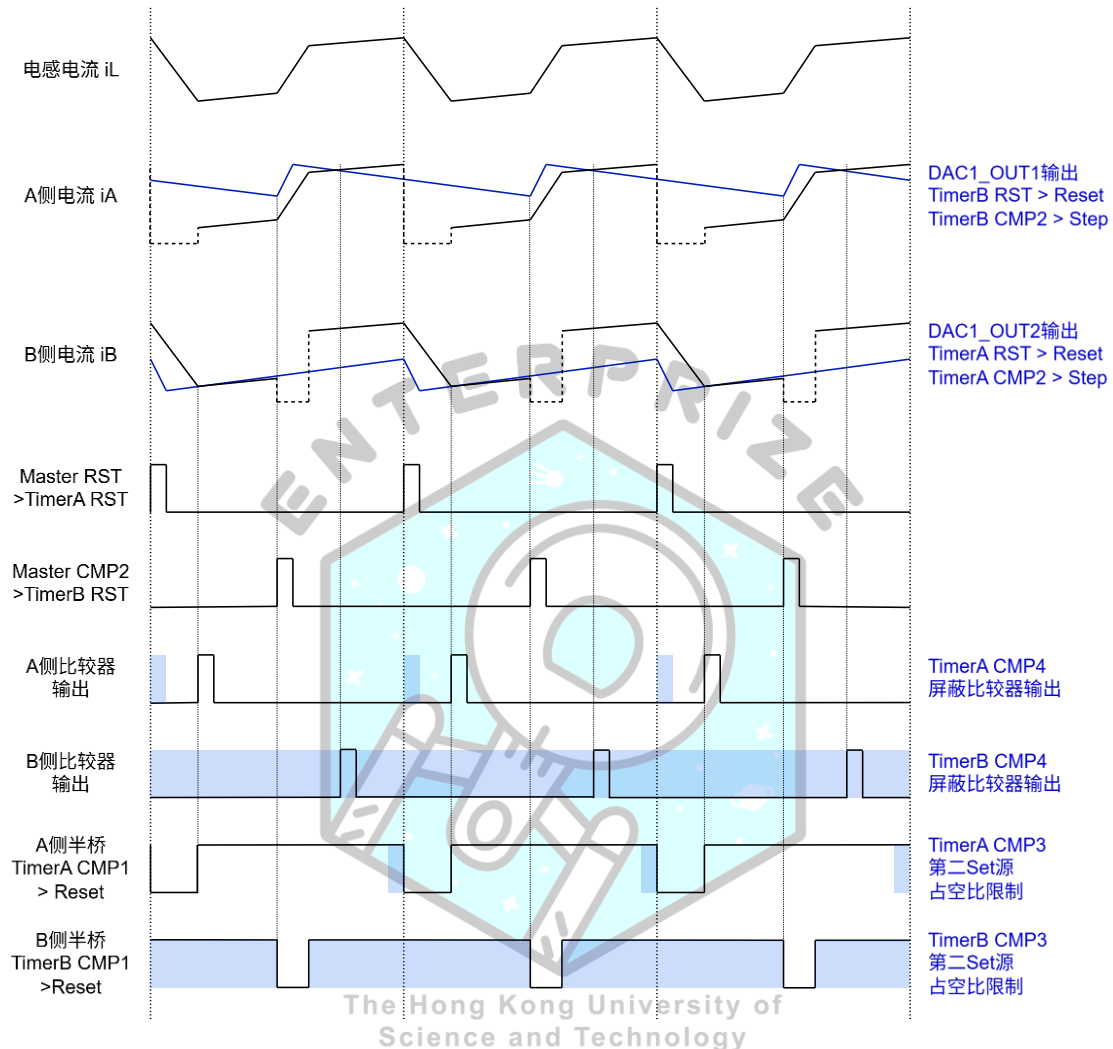 电感电流 iL
A侧电流 iA
DAC1_OUT1输出
TimerB RST > Reset
TimerB CMP2 > Step
B侧电流 iB
DAC1_OUT2输出
TimerA RST > Reset
TimerA CMP2 > Step
ENTERPRIZE
Master RST
>TimerA RST
Master CMP2
>TimerB RST
A侧比较器
输出
TimerA CMP4
屏蔽比较器输出
B侧比较器
输出
TimerB CMP4
屏蔽比较器输出
A侧半桥
TimerA CMP1
> Reset
TimerA CMP3
第二Set源
占空比限制
B侧半桥
TimerB CMP1
>Reset
TimerB CMP3
第二Set源
占空比限制
The Hong Kong University of
Science and Technology